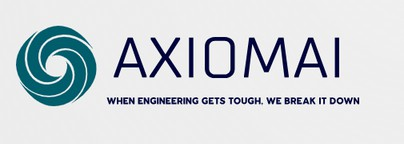 AXIOMAI
WHEN ENGINEERING GETS TOUGH, WE BREAK IT DOWN